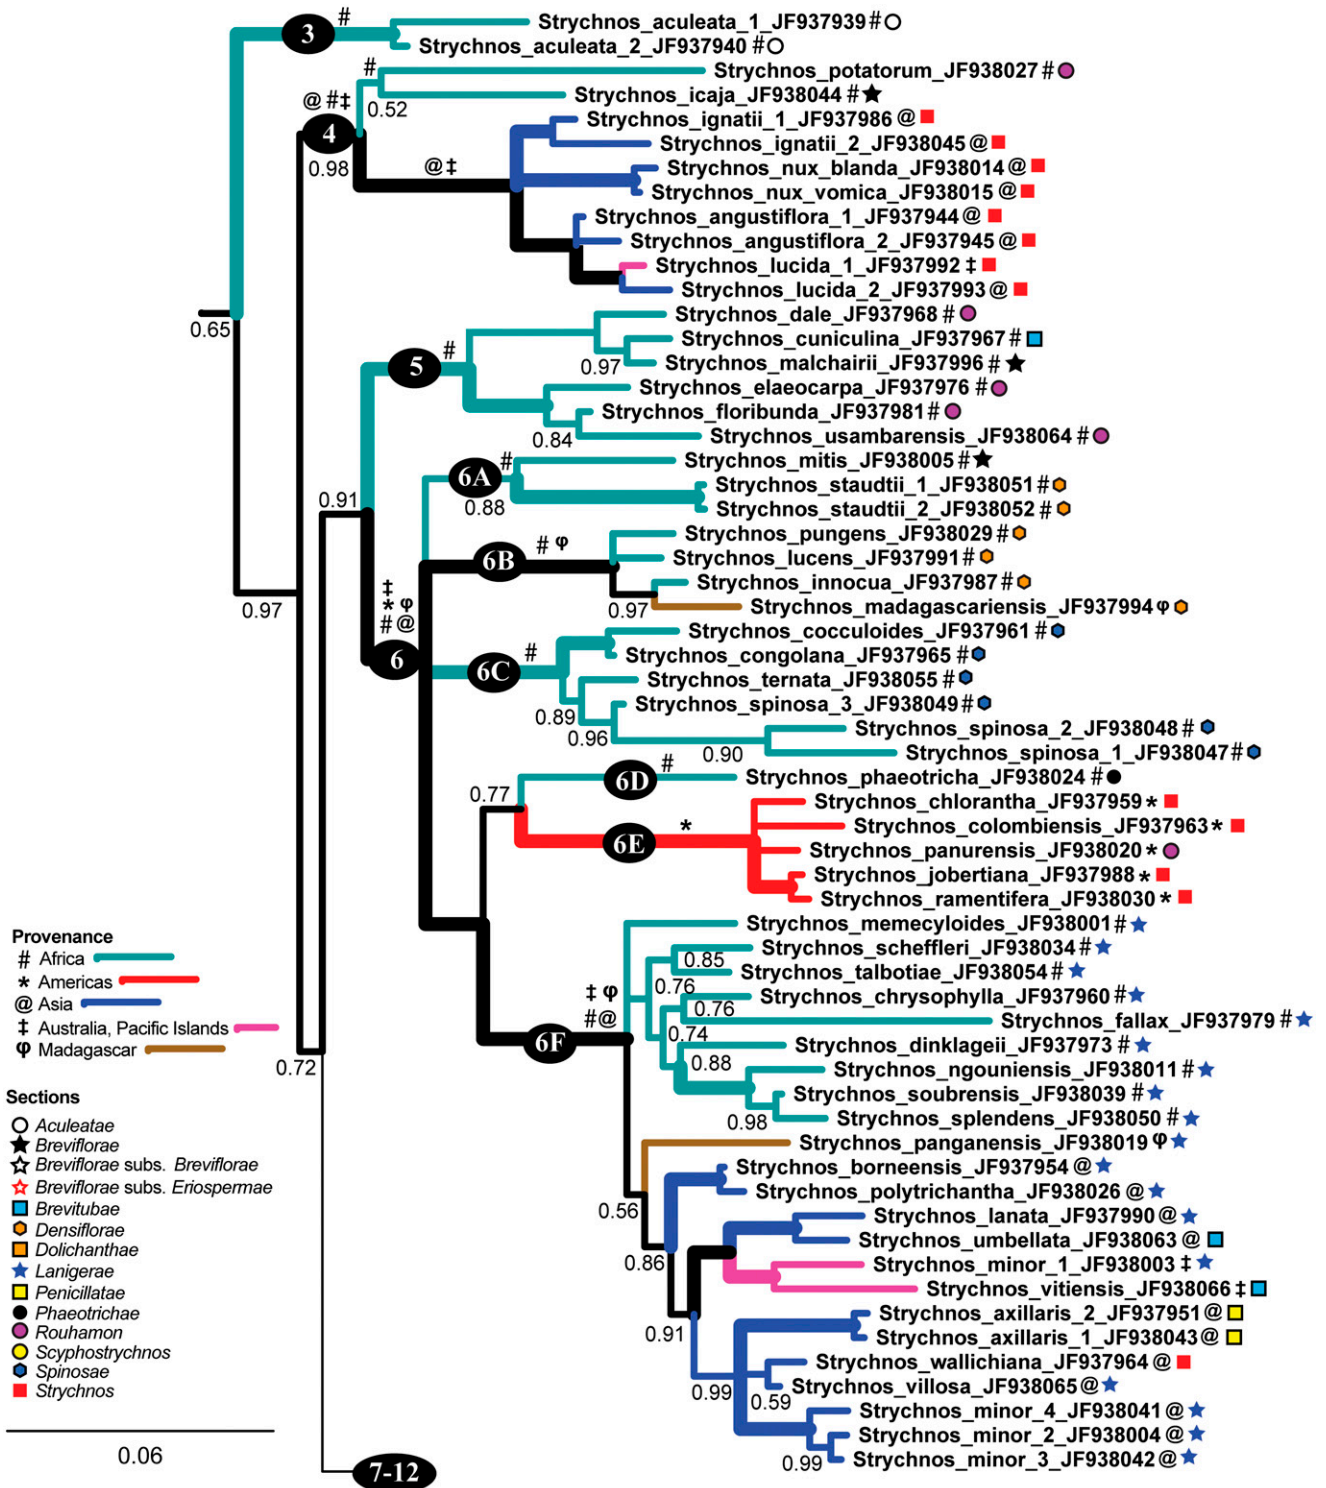 3 #
Strychnos_aculeata_1_JF937939 #
Strychnos_aculeata_2_JF937940 #
# Strychnos_potatorum_JF938027 #
0.52
Strychnos_icaja_JF938044 #
@ # ‡
4
0.98
@ ‡
Strychnos_ignatii_1_JF937986 @
Strychnos_ignatii_2_JF938045 @
Strychnos_nux_blanda_JF938014 @
Strychnos_nux_vomica_JF938015 @
Strychnos_angustiflora_1_JF937944 @
Strychnos_angustiflora_2_JF937945 @
Strychnos_lucida_1_JF937992 ‡
Strychnos_lucida_2_JF937993 @
0.65
Strychnos_dale_JF937968 #
Strychnos_cuniculina_JF937967 #
5 #
0.97
Strychnos_malchairii_JF937996 #
Strychnos_elaeocarpa_JF937976 #
Strychnos_floribunda_JF937981 #
0.84
Strychnos_usambarensis_JF938064 #
6A #
Strychnos_mitis_JF938005 #
0.88
Strychnos_staudtii_1_JF938051 #
Strychnos_staudtii_2_JF938052 #
0.91
6B # φ
Strychnos_pungens_JF938029 #
Strychnos_lucens_JF937991 #
Strychnos_innocua_JF937987 #
0.97
Strychnos_madagascariensis_JF937994 φ
0.97
‡
* φ
# @
6
6C #
Strychnos_cocculoides_JF937961 #
Strychnos_congolana_JF937965 #
Strychnos_ternata_JF938055 #
0.89
Strychnos_spinosa_3_JF938049 #
0.96
Strychnos_spinosa_2_JF938048 #
0.90
Strychnos_spinosa_1_JF938047 #
0.77
6D #
Strychnos_phaeotricha_JF938024 #
6E *
Strychnos_chlorantha_JF937959 *
Strychnos_colombiensis_JF937963 *
Strychnos_panurensis_JF938020 *
Strychnos_jobertiana_JF937988 *
Strychnos_ramentifera_JF938030 *
Strychnos_memecyloides_JF938001 #
Strychnos_scheffleri_JF938034 #
0.85
Strychnos_talbotiae_JF938054 #
0.76
Strychnos_chrysophylla_JF937960 #
0.76
Strychnos_fallax_JF937979 #
0.74
‡ φ
# @
6F
Strychnos_dinklageii_JF937973 #
0.88
Strychnos_ngouniensis_JF938011 #
Strychnos_soubrensis_JF938039 #
0.98
Strychnos_splendens_JF938050 #
Strychnos_panganensis_JF938019 φ
Strychnos_borneensis_JF937954 @
Strychnos_polytrichantha_JF938026 @
0.56
Strychnos_lanata_JF937990 @
Strychnos_umbellata_JF938063 @
0.86
Strychnos_minor_1_JF938003 ‡
Strychnos_vitiensis_JF938066 ‡
Strychnos_axillaris_2_JF937951 @
0.91
Strychnos_axillaris_1_JF938043 @
Strychnos_wallichiana_JF937964 @
0.99
0.59
Strychnos_villosa_JF938065 @
Strychnos_minor_4_JF938041 @
Strychnos_minor_2_JF938004 @
0.99
Strychnos_minor_3_JF938042 @
0.72
7-12
Provenance
# Africa
* Americas
@ Asia
‡ Australia, Pacific Islands
φ Madagascar
Sections
Aculeatae
Breviflorae
Breviflorae subs. Breviflorae
Breviflorae subs. Eriospermae
Brevitubae
Densiflorae
Dolichanthae
Lanigerae
Penicillatae
Phaeotrichae
Rouhamon
Scyphostrychnos
Spinosae
Strychnos
0.06